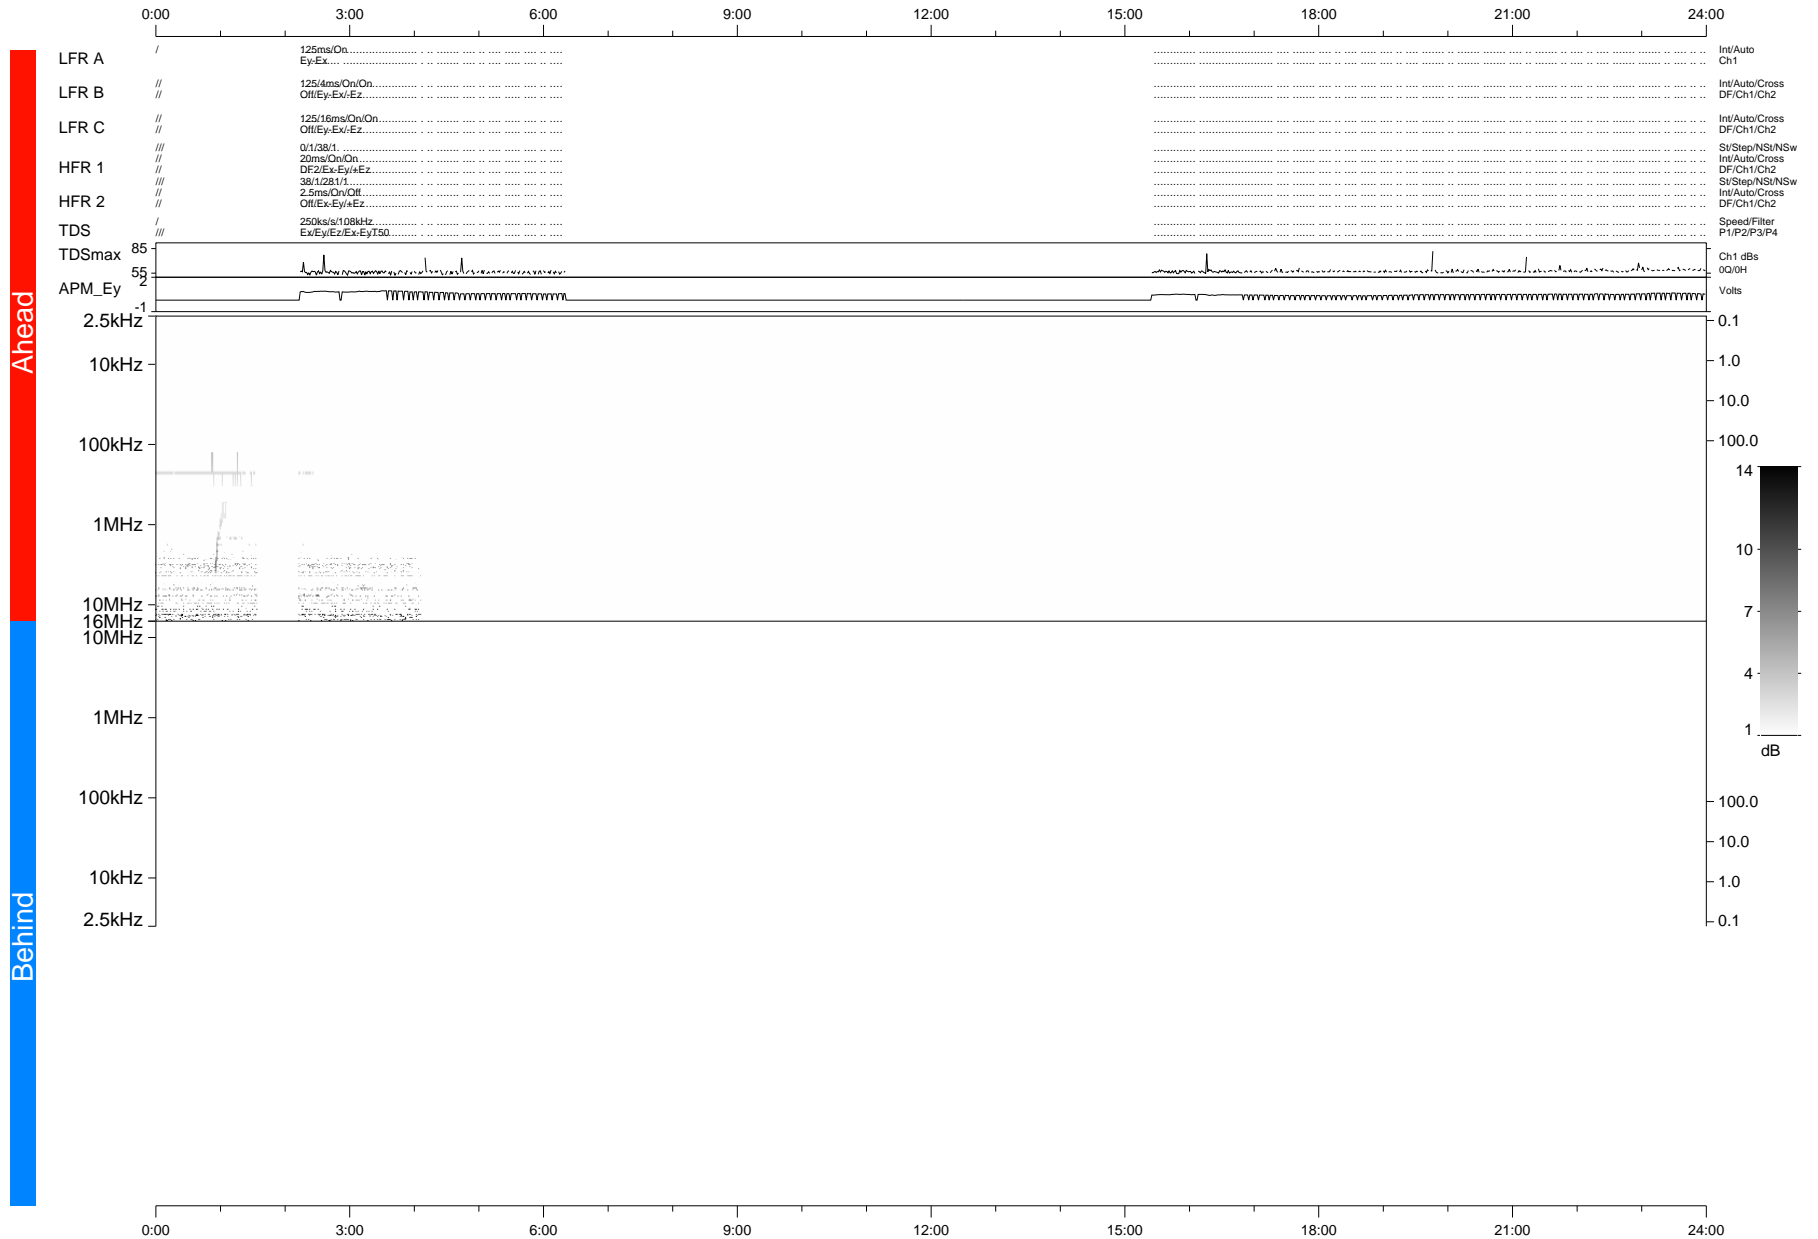 0:00 3:00 6:00 9:00 12:00 15:00 18:00 21:00 24:00
LFR A / 125ms/On Int/Auto
Ey-Ex Ch1
LFR B // 125/4ms/On/On Int/Auto/Cross
// Off/Ey-Ex/-Ez DF/Ch1/Ch2
LFR C // 125/16ms/On/On Int/Auto/Cross
// Off/Ey-Ex/-Ez DF/Ch1/Ch2
/// 0/1/38/1 St/Step/NSt/NSw
HFR 1 // 20ms/On/On Int/Auto/Cross
// DF2/Ex-Ey/+Ez DF/Ch1/Ch2
/// 38/1/281/1 St/Step/NSt/NSw
HFR 2 // 2.5ms/On/Off Int/Auto/Cross
// Off/Ex-Ey/+Ez DF/Ch1/Ch2
TDS / 250ks/s/108kHz Speed/Filter
/// Ex/Ey/Ez/Ex-EyT50 P1/P2/P3/P4
TDSmax 85 Ch1 dBs
55 0Q/0H
APM_Ey 2 Volts
-1
Ahead
2.5kHz 0.1
10kHz 1.0
10.0
100kHz 100.0
1MHz
10MHz
16MHz
10MHz
1MHz
100kHz 100.0
10.0
10kHz 1.0
2.5kHz 0.1
Behind
14
10
7
4
1
dB
0:00 3:00 6:00 9:00 12:00 15:00 18:00 21:00 24:00